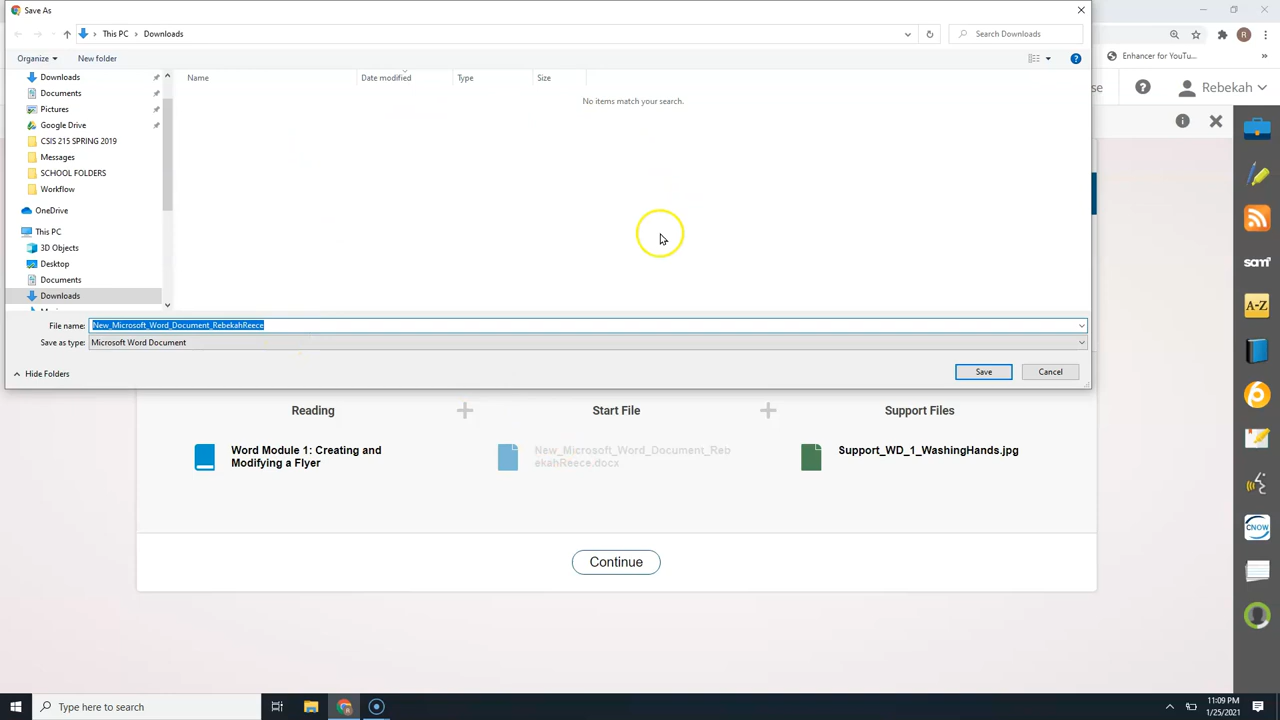 Save As
This PC
Downloads
Search Downloads
Organize
New folder
Enhancer for YouTu...
Downloads
Name
Date modified
Type
Size
Documents
No items match your search.
se
Rebekah
Pictures
Google Drive
CSIS 215 SPRING 2019
Messages
SCHOOL FOLDERS
Workflow
OneDrive
This PC
3D Objects
Desktop
Documents
Downloads
sam
A-Z
File name:
New_Microsoft_Word_Document_RebekahReece
Save as type:
Microsoft Word Document
Hide Folders
Save
Cancel
Reading
Start File
Support Files
Word Module 1: Creating and
Modifying a Flyer
New_Microsoft_Word_Document_Reb
ekahReece.docx
Support_WD_1_WashingHands.jpg
CNOW
Continue
Type here to search
11:09 PM
1/25/2021